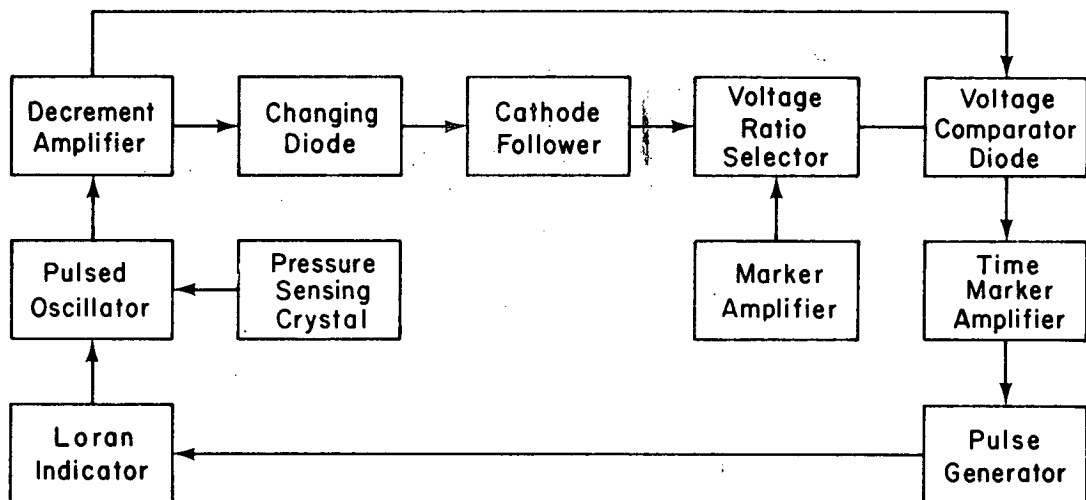 Decrement
Amplifier
Changing
Diode
Cathode
Follower
Voltage
Ratio
Selector
Voltage
Comparator
Diode
Pulsed
Oscillator
Pressure
Sensing
Crystal
Marker
Amplifier
Time
Marker
Amplifier
Loran
Indicator
Pulse
Generator